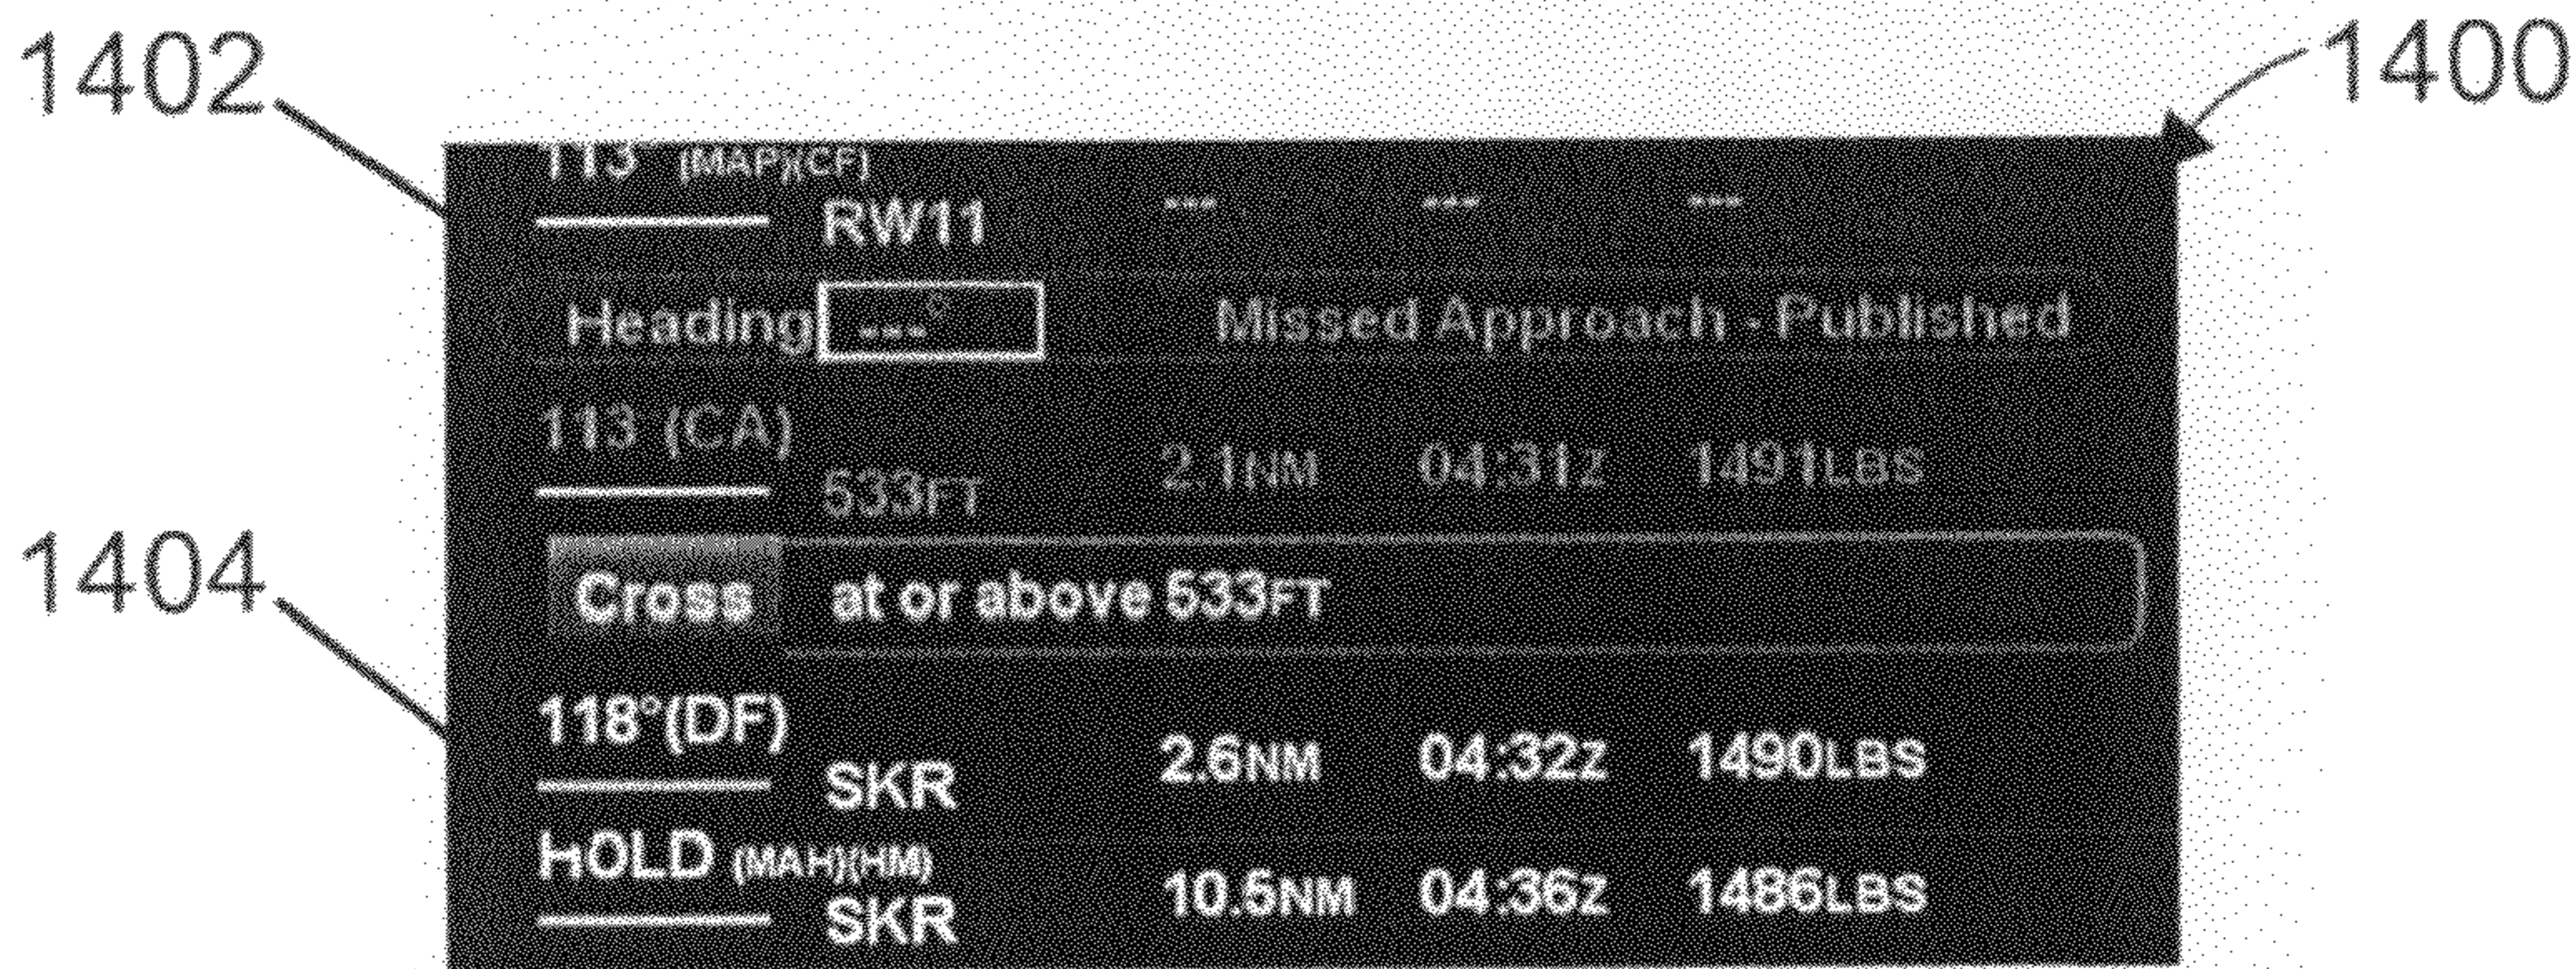 1402
1400
113° (MAP)(CF)
RW11 --- --- ---
Heading ---° Missed Approach - Published
113 (CA)
533FT 2.1NM 04:31Z 1491LBS
Cross at or above 533FT
1404
118°(DF)
SKR 2.6NM 04:32Z 1490LBS
HOLD (MAH)(HM)
SKR 10.5NM 04:36Z 1486LBS